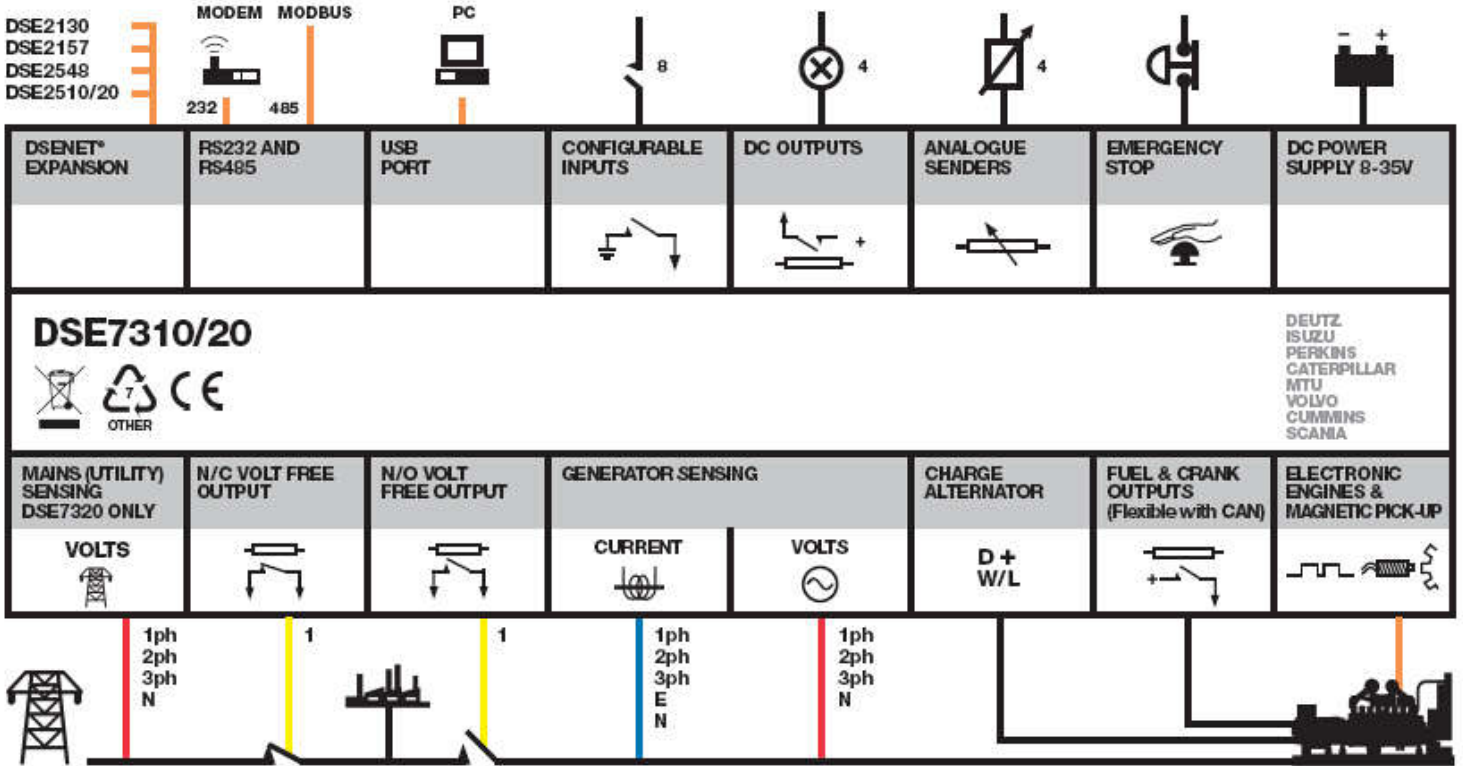 DSE2130
DSE2157
DSE2548
DSE2510/20
MODEM
MODBUS
PC
232
485
8
4
4
- +
DSENET®
EXPANSION
RS232 AND
RS485
USB
PORT
CONFIGURABLE
INPUTS
DC OUTPUTS
ANALOGUE
SENDERS
EMERGENCY
STOP
DC POWER
SUPPLY 8-35V
+
DSE7310/20
7
OTHER
CE
DEUTZ
ISUZU
PERKINS
CATERPILLAR
MTU
VOLVO
CUMMINS
SCANIA
MAINS (UTILITY)
SENSING
DSE7320 ONLY
VOLTS
N/C VOLT FREE
OUTPUT
N/O VOLT
FREE OUTPUT
GENERATOR SENSING
CURRENT
VOLTS
CHARGE
ALTERNATOR
D +
W/L
FUEL & CRANK
OUTPUTS
(Flexible with CAN)
+
ELECTRONIC
ENGINES &
MAGNETIC PICK-UP
1ph
2ph
3ph
N
1
1
1ph
2ph
3ph
E
N
1ph
2ph
3ph
N